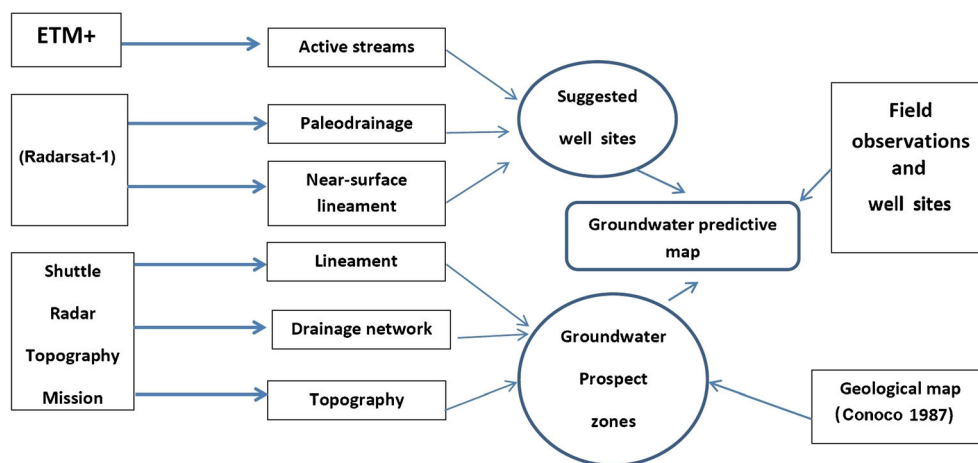 ETM+
Active streams
(Radarsat-1)
Paleodrainage
Near-surface
lineament
Shuttle
Radar
Topography
Mission
Lineament
Drainage network
Topography
Suggested
well sites
Groundwater predictive
map
Groundwater
Prospect
zones
Field
observations
and
well sites
Geological map
(Conoco 1987)